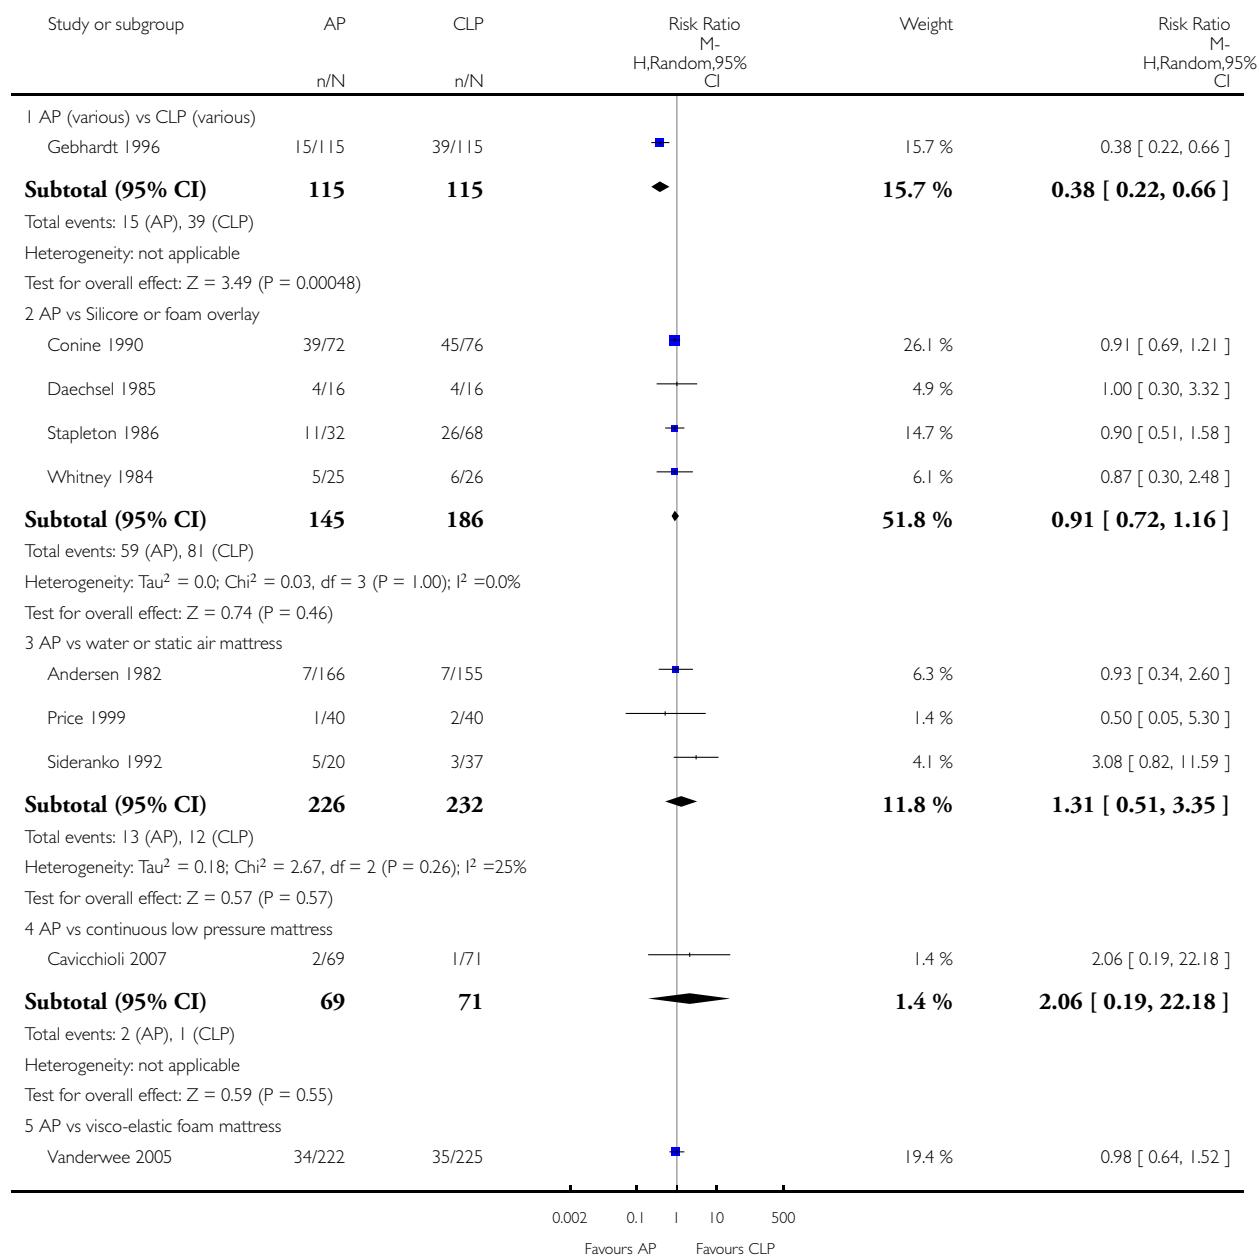 Study or subgroup AP CLP Risk Ratio Weight Risk Ratio
M- M-
H,Random,95% H,Random,95%
n/N n/N CI CI
1 AP (various) vs CLP (various)
Gebhardt 1996 15/115 39/115 15.7 % 0.38 [ 0.22, 0.66 ]
Subtotal (95% CI) 115 115 15.7 % 0.38 [ 0.22, 0.66 ]
Total events: 15 (AP), 39 (CLP)
Heterogeneity: not applicable
Test for overall effect: Z = 3.49 (P = 0.00048)
2 AP vs Silicore or foam overlay
Conine 1990 39/72 45/76 26.1 % 0.91 [ 0.69, 1.21 ]
Daechsel 1985 4/16 4/16 4.9 % 1.00 [ 0.30, 3.32 ]
Stapleton 1986 11/32 26/68 14.7 % 0.90 [ 0.51, 1.58 ]
Whitney 1984 5/25 6/26 6.1 % 0.87 [ 0.30, 2.48 ]
Subtotal (95% CI) 145 186 51.8 % 0.91 [ 0.72, 1.16 ]
Total events: 59 (AP), 81 (CLP)
Heterogeneity: Tau² = 0.0; Chi² = 0.03, df = 3 (P = 1.00); I² =0.0%
Test for overall effect: Z = 0.74 (P = 0.46)
3 AP vs water or static air mattress
Andersen 1982 7/166 7/155 6.3 % 0.93 [ 0.34, 2.60 ]
Price 1999 1/40 2/40 1.4 % 0.50 [ 0.05, 5.30 ]
Sideranko 1992 5/20 3/37 4.1 % 3.08 [ 0.82, 11.59 ]
Subtotal (95% CI) 226 232 11.8 % 1.31 [ 0.51, 3.35 ]
Total events: 13 (AP), 12 (CLP)
Heterogeneity: Tau² = 0.18; Chi² = 2.67, df = 2 (P = 0.26); I² =25%
Test for overall effect: Z = 0.57 (P = 0.57)
4 AP vs continuous low pressure mattress
Cavicchioli 2007 2/69 1/71 1.4 % 2.06 [ 0.19, 22.18 ]
Subtotal (95% CI) 69 71 1.4 % 2.06 [ 0.19, 22.18 ]
Total events: 2 (AP), 1 (CLP)
Heterogeneity: not applicable
Test for overall effect: Z = 0.59 (P = 0.55)
5 AP vs visco-elastic foam mattress
Vanderwee 2005 34/222 35/225 19.4 % 0.98 [ 0.64, 1.52 ]
0.002 0.1 1 10 500
Favours AP Favours CLP